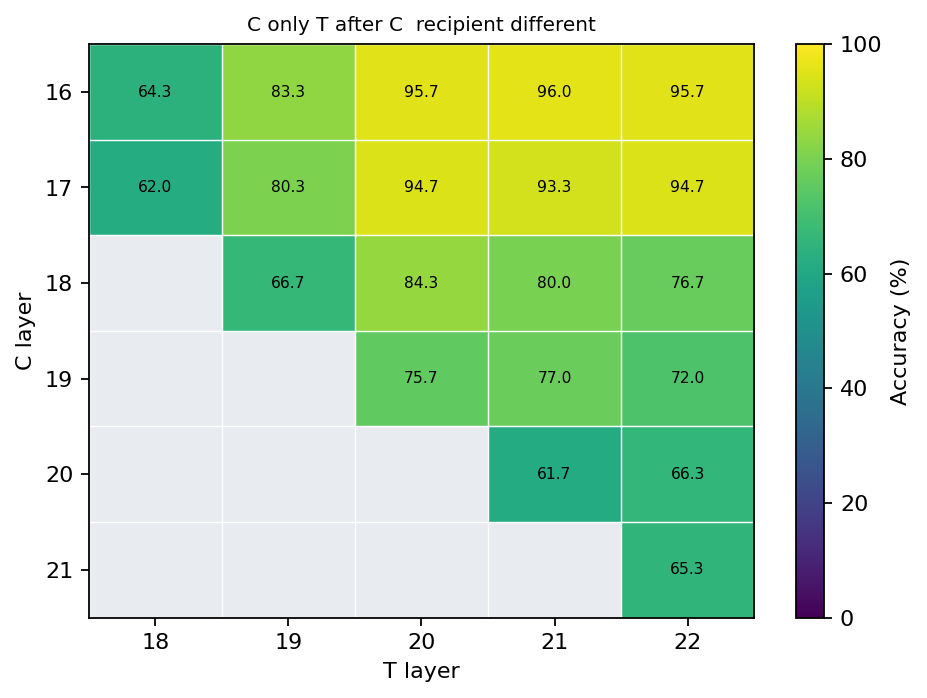 C only T after C  recipient different
16 64.3 83.3 95.7 96.0 95.7 100
17 62.0 80.3 94.7 93.3 94.7 80
18 66.7 84.3 80.0 76.7
19 75.7 77.0 72.0 60
20 61.7 66.3 40
21 65.3 20
0
18 19 20 21 22
T layer
C layer
Accuracy (%)